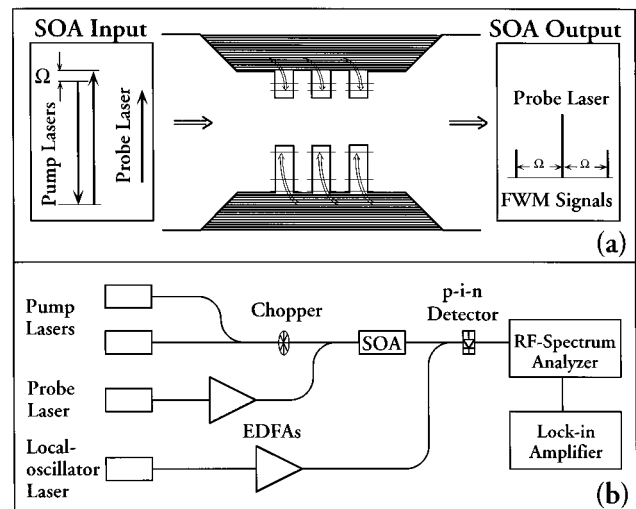 SOA Input
SOA Output
Ω
Pump Lasers
Probe Laser
Probe Laser
Ω
Ω
FWM Signals
(a)
Pump
Lasers
Chopper
p-i-n
Detector
SOA
RF-Spectrum
Analyzer
Probe
Laser
EDFAs
Local-
oscillator
Laser
Lock-in
Amplifier
(b)